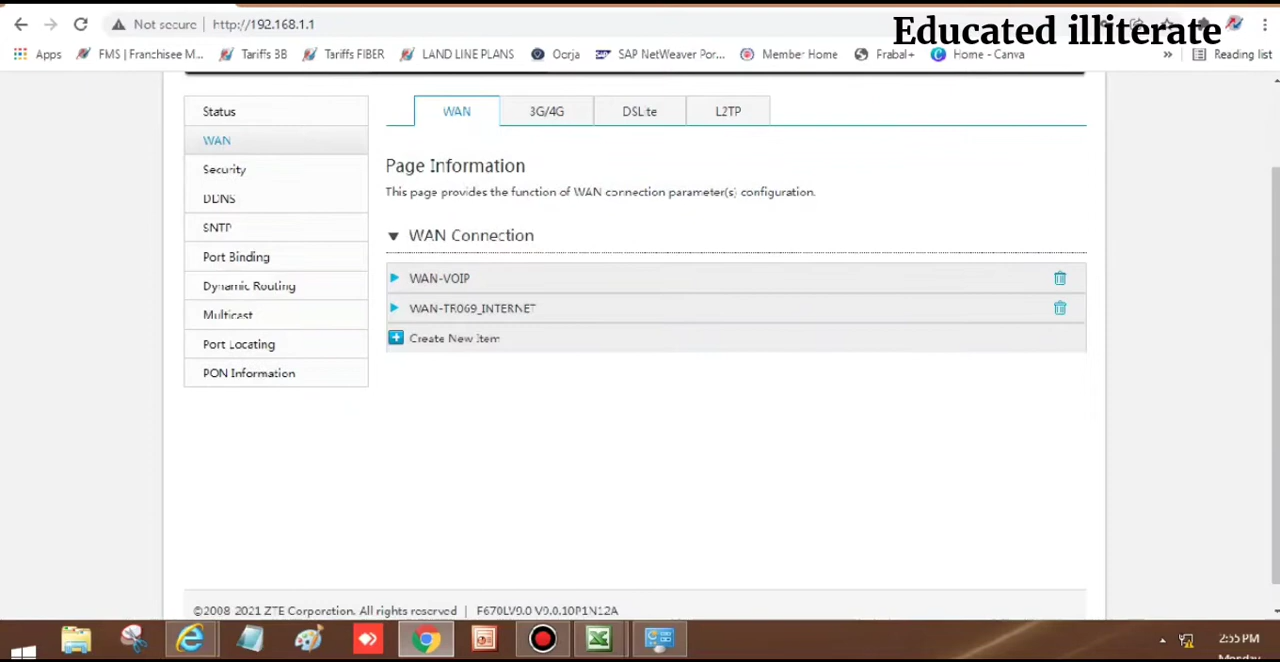 Educated illiterate
Not secure | http://192.168.1.1
Apps FMS | Franchisee M... Tariffs BB Tariffs FIBER LAND LINE PLANS Oorja SAP NetWeaver Por... Member Home Frabal+ Home - Canva » Reading list
Status
WAN
Security
DDNS
SNTP
Port Binding
Dynamic Routing
Multicast
Port Locating
PON Information
WAN 3G/4G DSLite L2TP
Page Information
This page provides the function of WAN connection parameter(s) configuration.
WAN Connection
WAN-VOIP
WAN-TR069_INTERNET
Create New Item
©2008-2021 ZTE Corporation. All rights reserved | F670LV9.0 V9.0.10P1N12A
2:55 PM
Monday